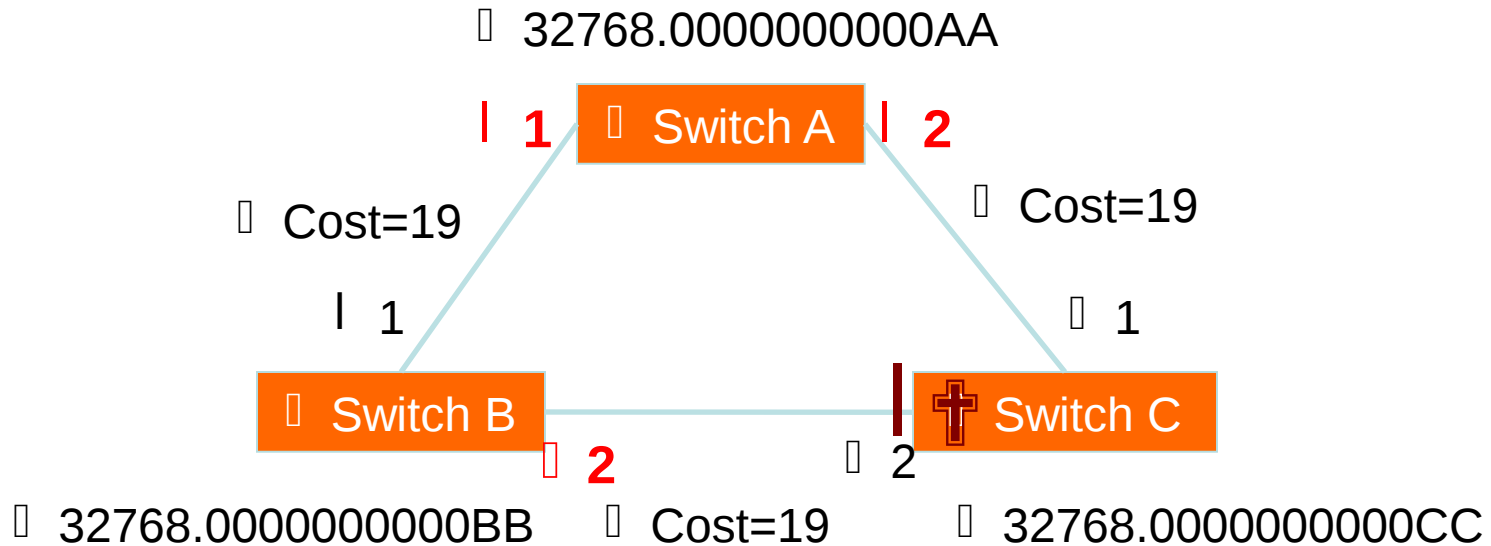 32768.0000000000AA
1 Switch A 2
Cost=19 Cost=19
1 1
Switch B Switch C
2 2
32768.0000000000BB Cost=19 32768.0000000000CC